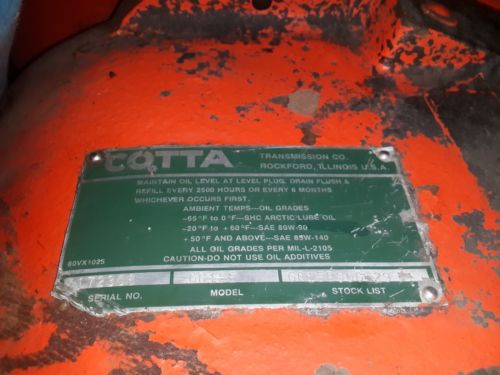 COTTA
TRANSMISSION CO.
ROCKFORD, ILLINOIS U.S.A.
MAINTAIN OIL LEVEL AT LEVEL PLUG. DRAIN FLUSH &
REFILL EVERY 2500 HOURS OR EVERY 6 MONTHS
WHICHEVER OCCURS FIRST.
AMBIENT TEMPS—OIL GRADES
-65°F to 0°F—SHC ARCTIC LUBE OIL
-20°F to + 60°F—SAE 80W-90
+50°F AND ABOVE—SAE 85W-140
ALL OIL GRADES PER MIL-L-2105
CAUTION-DO NOT USE OIL ADDITIVES
80VX1025
SERIAL NO. MODEL STOCK LIST